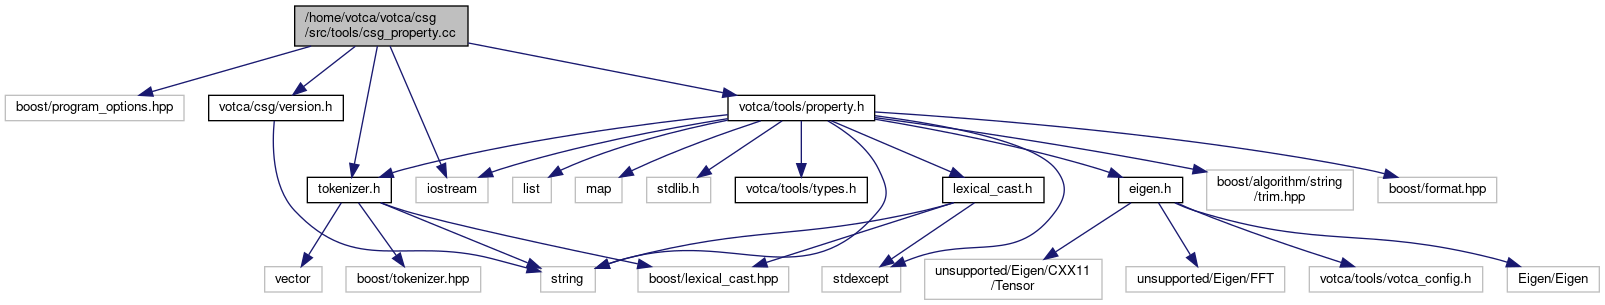 /home/votca/votca/csg
/src/tools/csg_property.cc
boost/program_options.hpp
votca/csg/version.h
votca/tools/property.h
tokenizer.h
iostream
list
map
stdlib.h
votca/tools/types.h
lexical_cast.h
eigen.h
boost/algorithm/string
/trim.hpp
boost/format.hpp
vector
boost/tokenizer.hpp
string
boost/lexical_cast.hpp
stdexcept
unsupported/Eigen/CXX11
/Tensor
unsupported/Eigen/FFT
votca/tools/votca_config.h
Eigen/Eigen